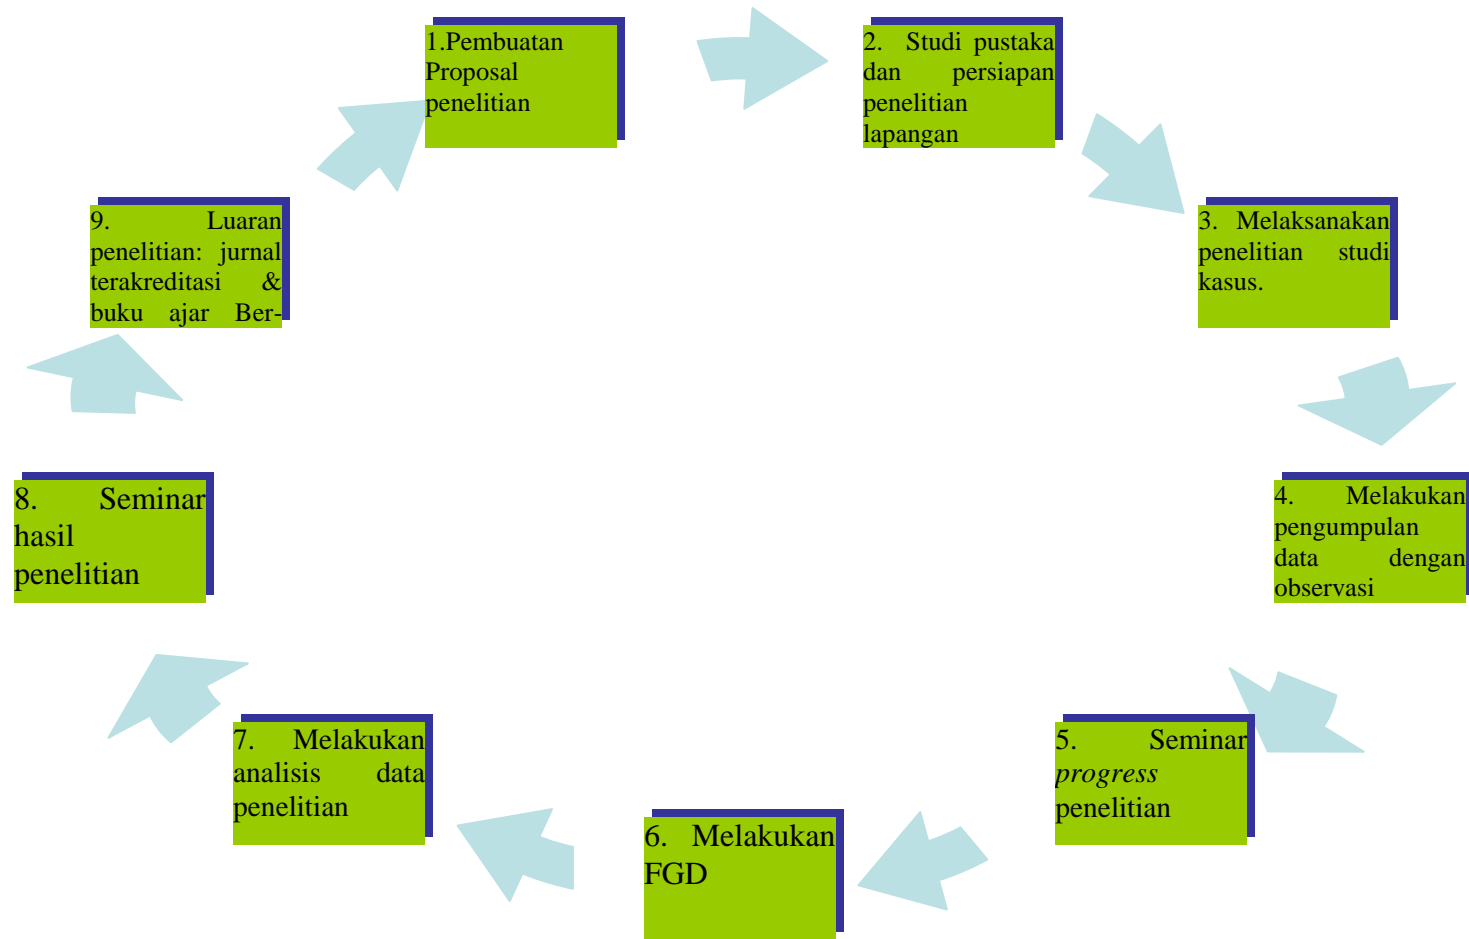 1.Pembuatan
Proposal
penelitian
2. Studi pustaka
dan persiapan
penelitian
lapangan
3. Melaksanakan
penelitian studi
kasus.
4. Melakukan
pengumpulan
data dengan
observasi
5. Seminar
progress
penelitian
6. Melakukan
FGD
7. Melakukan
analisis data
penelitian
8. Seminar
hasil
penelitian
9. Luaran
penelitian: jurnal
terakreditasi &
buku ajar Ber-